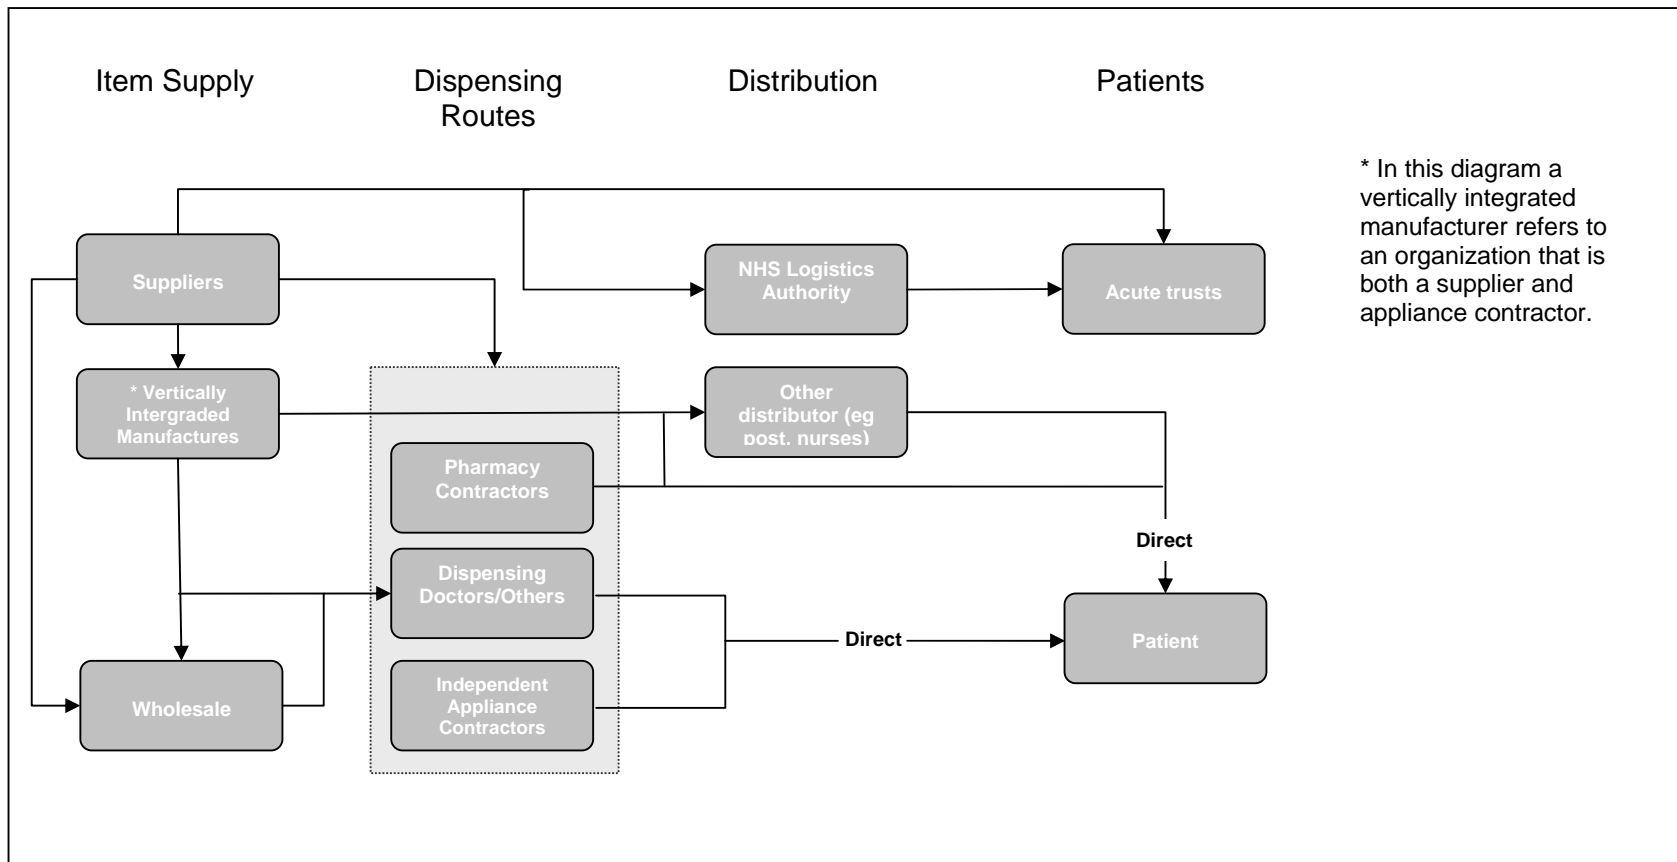 Item Supply
Dispensing
Routes
Distribution
Patients
* In this diagram a
vertically integrated
manufacturer refers to
an organization that is
both a supplier and
appliance contractor.
Suppliers
NHS Logistics
Authority
Acute trusts
* Vertically
Intergraded
Manufactures
Other
distributor (eg
post, nurses)
Pharmacy
Contractors
Direct
Dispensing
Doctors/Others
Direct
Patient
Wholesale
Independent
Appliance
Contractors